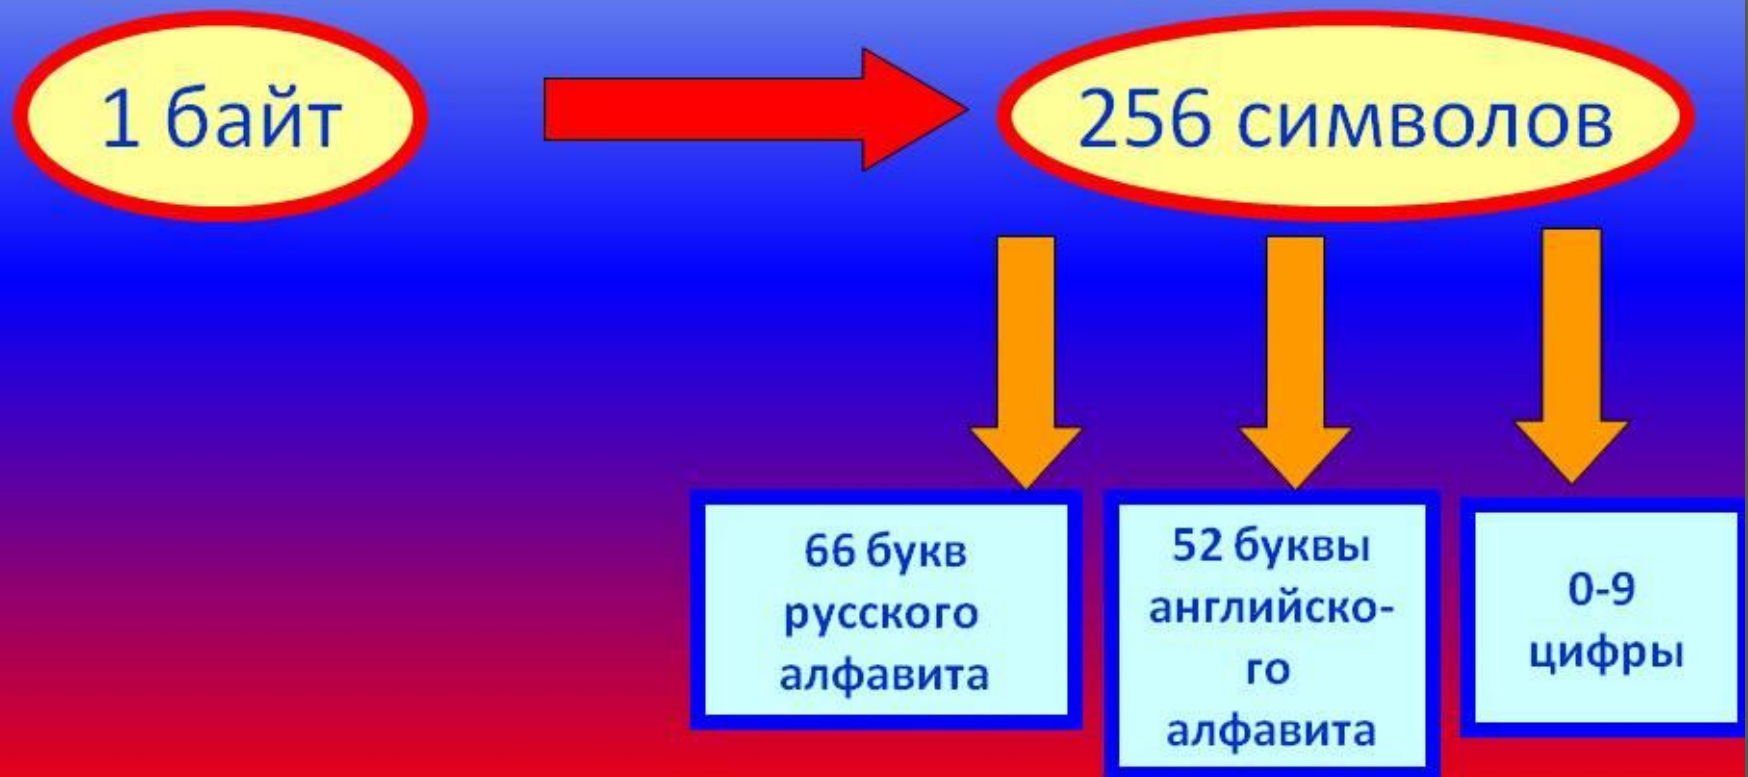 1 байт
256 символов
66 букв
русского
алфавита
52 буквы
английско-
го
алфавита
0-9
цифры